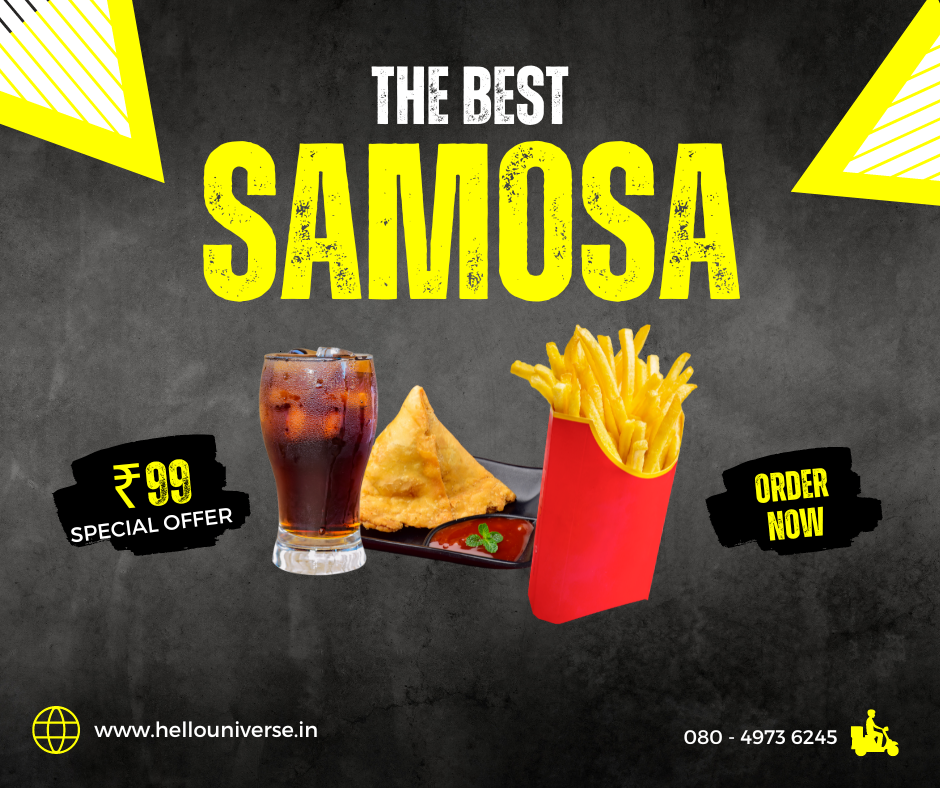 THE BEST
SAMOSA
₹ 99
SPECIAL OFFER
ORDER
NOW
www.hellouniverse.in
080 - 4973 6245